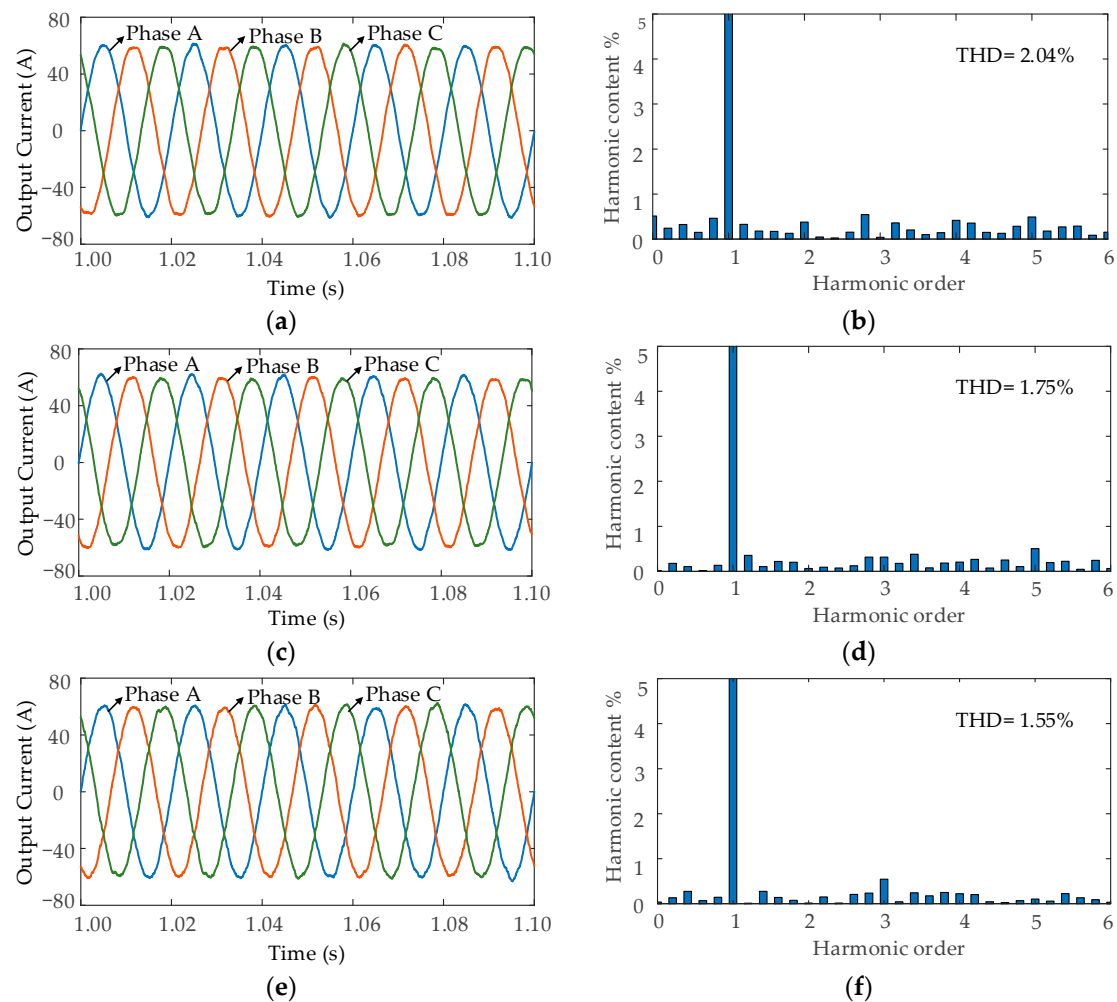 Output Current (A)
80
40
0
−40
−80
Phase A
Phase B
Phase C
1.00 1.02 1.04 1.06 1.08 1.10
Time (s)
(a)
Harmonic content %
5
4
3
2
1
0
THD= 2.04%
0 1 2 3 4 5 6
Harmonic order
(b)
Output Current (A)
80
40
0
−40
−80
Phase A
Phase B
Phase C
1.00 1.02 1.04 1.06 1.08 1.10
Time (s)
(c)
Harmonic content %
5
4
3
2
1
0
THD= 1.75%
0 1 2 3 4 5 6
Harmonic order
(d)
Output Current (A)
80
40
0
−40
−80
Phase A
Phase B
Phase C
1.00 1.02 1.04 1.06 1.08 1.10
Time (s)
(e)
Harmonic content %
5
4
3
2
1
0
THD= 1.55%
0 1 2 3 4 5 6
Harmonic order
(f)